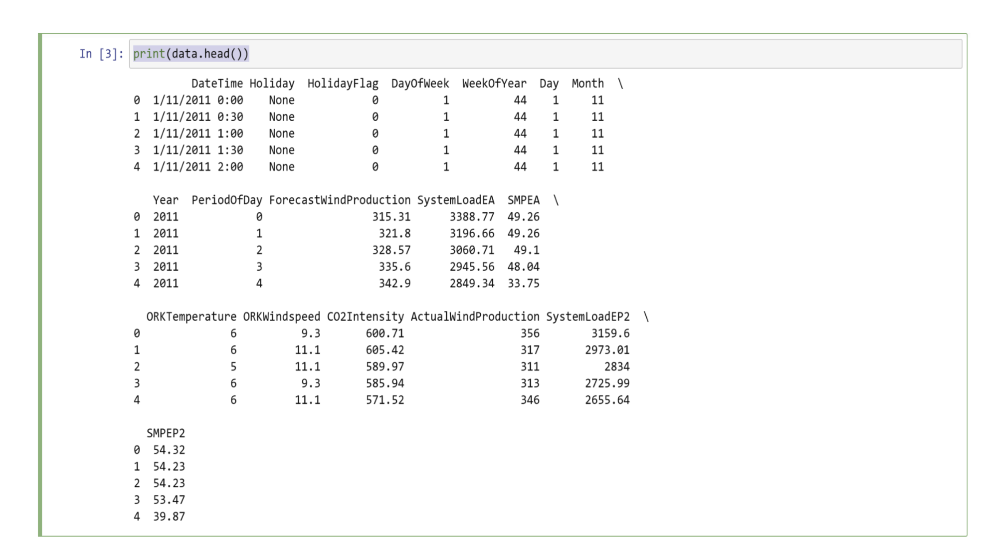 In [3]: print(data.head())
DateTime Holiday HolidayFlag DayOfWeek WeekOfYear Day Month \
0 1/11/2011 0:00 None 0 1 44 1 11
1 1/11/2011 0:30 None 0 1 44 1 11
2 1/11/2011 1:00 None 0 1 44 1 11
3 1/11/2011 1:30 None 0 1 44 1 11
4 1/11/2011 2:00 None 0 1 44 1 11
Year PeriodOfDay ForecastWindProduction SystemLoadEA SMPEA \
0 2011 0 315.31 3388.77 49.26
1 2011 1 321.8 3196.66 49.26
2 2011 2 328.57 3060.71 49.1
3 2011 3 335.6 2945.56 48.04
4 2011 4 342.9 2849.34 33.75
ORKTemperature ORKWindspeed CO2Intensity ActualWindProduction SystemLoadEP2 \
0 6 9.3 600.71 356 3159.6
1 6 11.1 605.42 317 2973.01
2 5 11.1 589.97 311 2834
3 6 9.3 585.94 313 2725.99
4 6 11.1 571.52 346 2655.64
SMPEP2
0 54.32
1 54.23
2 54.23
3 53.47
4 39.87